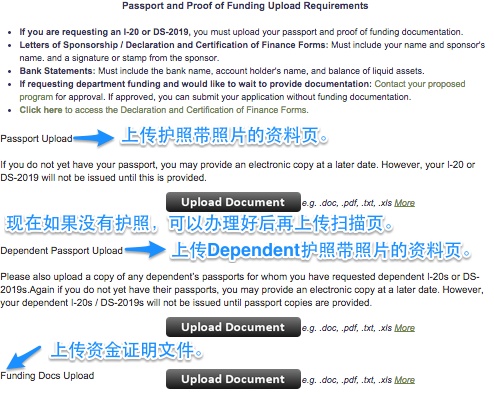 Passport and Proof of Funding Upload Requirements
• If you are requesting an I-20 or DS-2019, you must upload your passport and proof of funding documentation.
• Letters of Sponsorship / Declaration and Certification of Finance Forms: Must include your name and sponsor's
name. and a signature or stamp from the sponsor.
• Bank Statements: Must include the bank name, account holder's name, and balance of liquid assets.
• If requesting department funding and would like to wait to provide documentation: Contact your proposed
program for approval. If approved, you can submit your application without funding documentation.
• Click here to access the Declaration and Certification of Finance Forms.
Passport Upload 上传护照带照片的资料页。
If you do not yet have your passport, you may provide an electronic copy at a later date. However, your I-20 or
DS-2019 will not be issued until this is provided.
Upload Document e.g. .doc, .pdf, .txt, .xls More
现在如果没有护照，可以办理好后再上传扫描页。
Dependent Passport Upload 上传Dependent护照带照片的资料页。
Please also upload a copy of any dependent's passports for whom you have requested dependent I-20s or DS-
2019s.Again if you do not yet have their passports, you may provide an electronic copy at a later date. However,
your dependent I-20s / DS-2019s will not be issued until passport copies are provided.
Upload Document e.g. .doc, .pdf, .txt, .xls More
上传资金证明文件。
Funding Docs Upload
Upload Document e.g. .doc, .pdf, .txt, .xls More